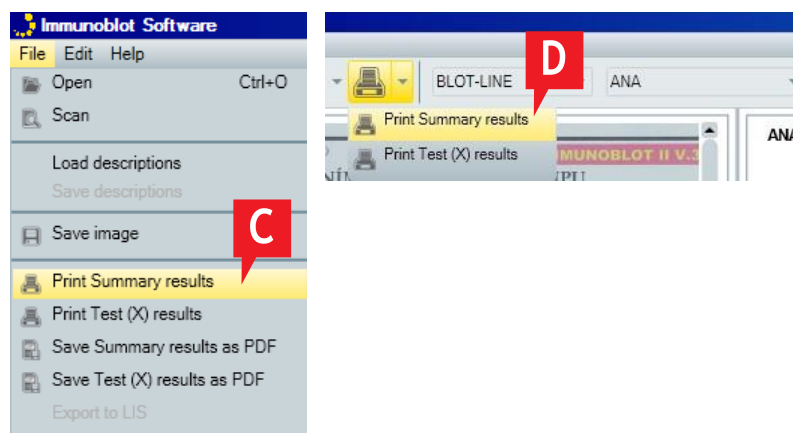 Immunoblot Software
File Edit Help
Open Ctrl+O
Scan
Load descriptions
Save descriptions
Save image
C
Print Summary results
Print Test (X) results
Save Summary results as PDF
Save Test (X) results as PDF
Export to LIS
D
BLOT-LINE ANA
Print Summary results
Print Test (X) results
MUNOBLOT II V.3
ANA